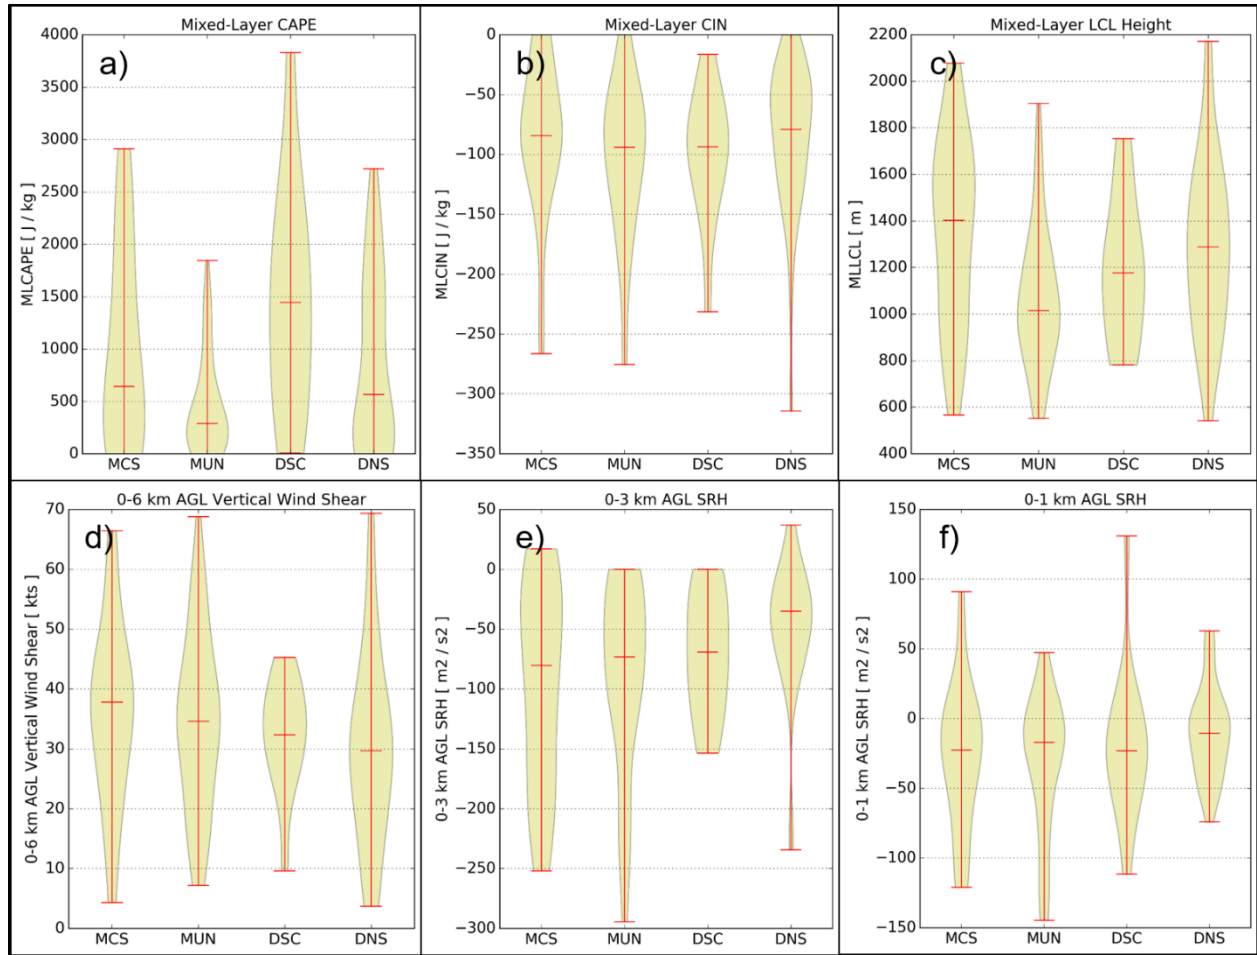 Mixed-Layer CAPE
a)
MLCAPE [ J / kg ]
4000
3500
3000
2500
2000
1500
1000
500
0
MCS MUN DSC DNS
Mixed-Layer CIN
b)
MLCIN [ J / kg ]
0
−50
−100
−150
−200
−250
−300
−350
MCS MUN DSC DNS
Mixed-Layer LCL Height
c)
MLLCL [ m ]
2200
2000
1800
1600
1400
1200
1000
800
600
400
MCS MUN DSC DNS
0-6 km AGL Vertical Wind Shear
d)
0-6 km AGL Vertical Wind Shear [ kts ]
70
60
50
40
30
20
10
0
MCS MUN DSC DNS
0-3 km AGL SRH
e)
0-3 km AGL SRH [ m2 / s2 ]
50
0
−50
−100
−150
−200
−250
−300
MCS MUN DSC DNS
0-1 km AGL SRH
f)
0-1 km AGL SRH [ m2 / s2 ]
150
100
50
0
−50
−100
−150
MCS MUN DSC DNS